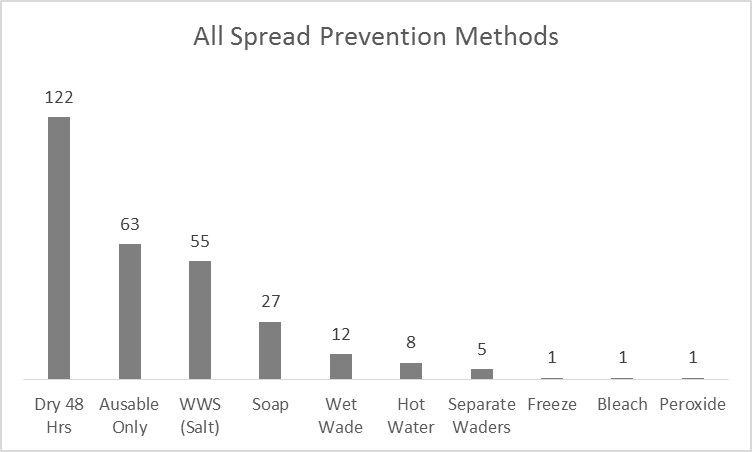 All Spread Prevention Methods
122
63
55
27
12
8
5
1
1
1
Dry 48
Hrs
Ausable
Only
WWS
(Salt)
Soap
Wet
Wade
Hot
Water
Separate
Waders
Freeze
Bleach
Peroxide